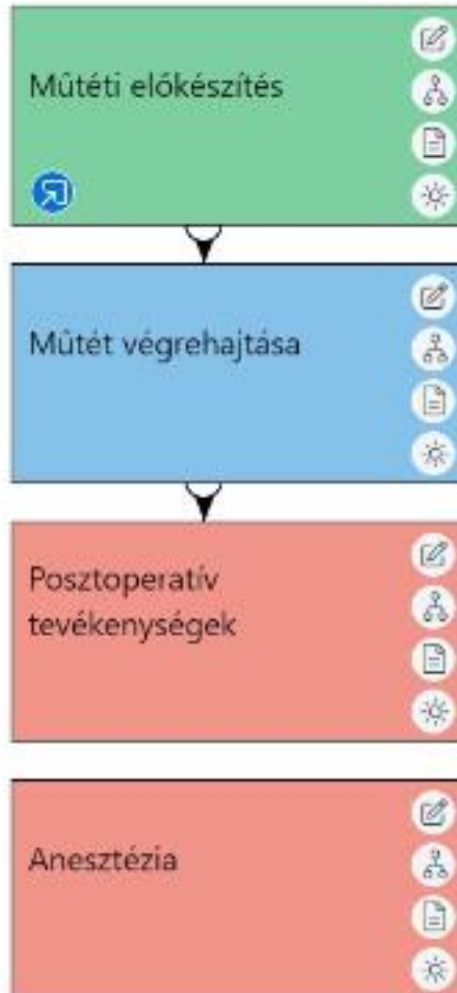 Műtéti előkészítés
Műtét végrehajtása
Posztoperatív
tevékenységek
Anesztézia